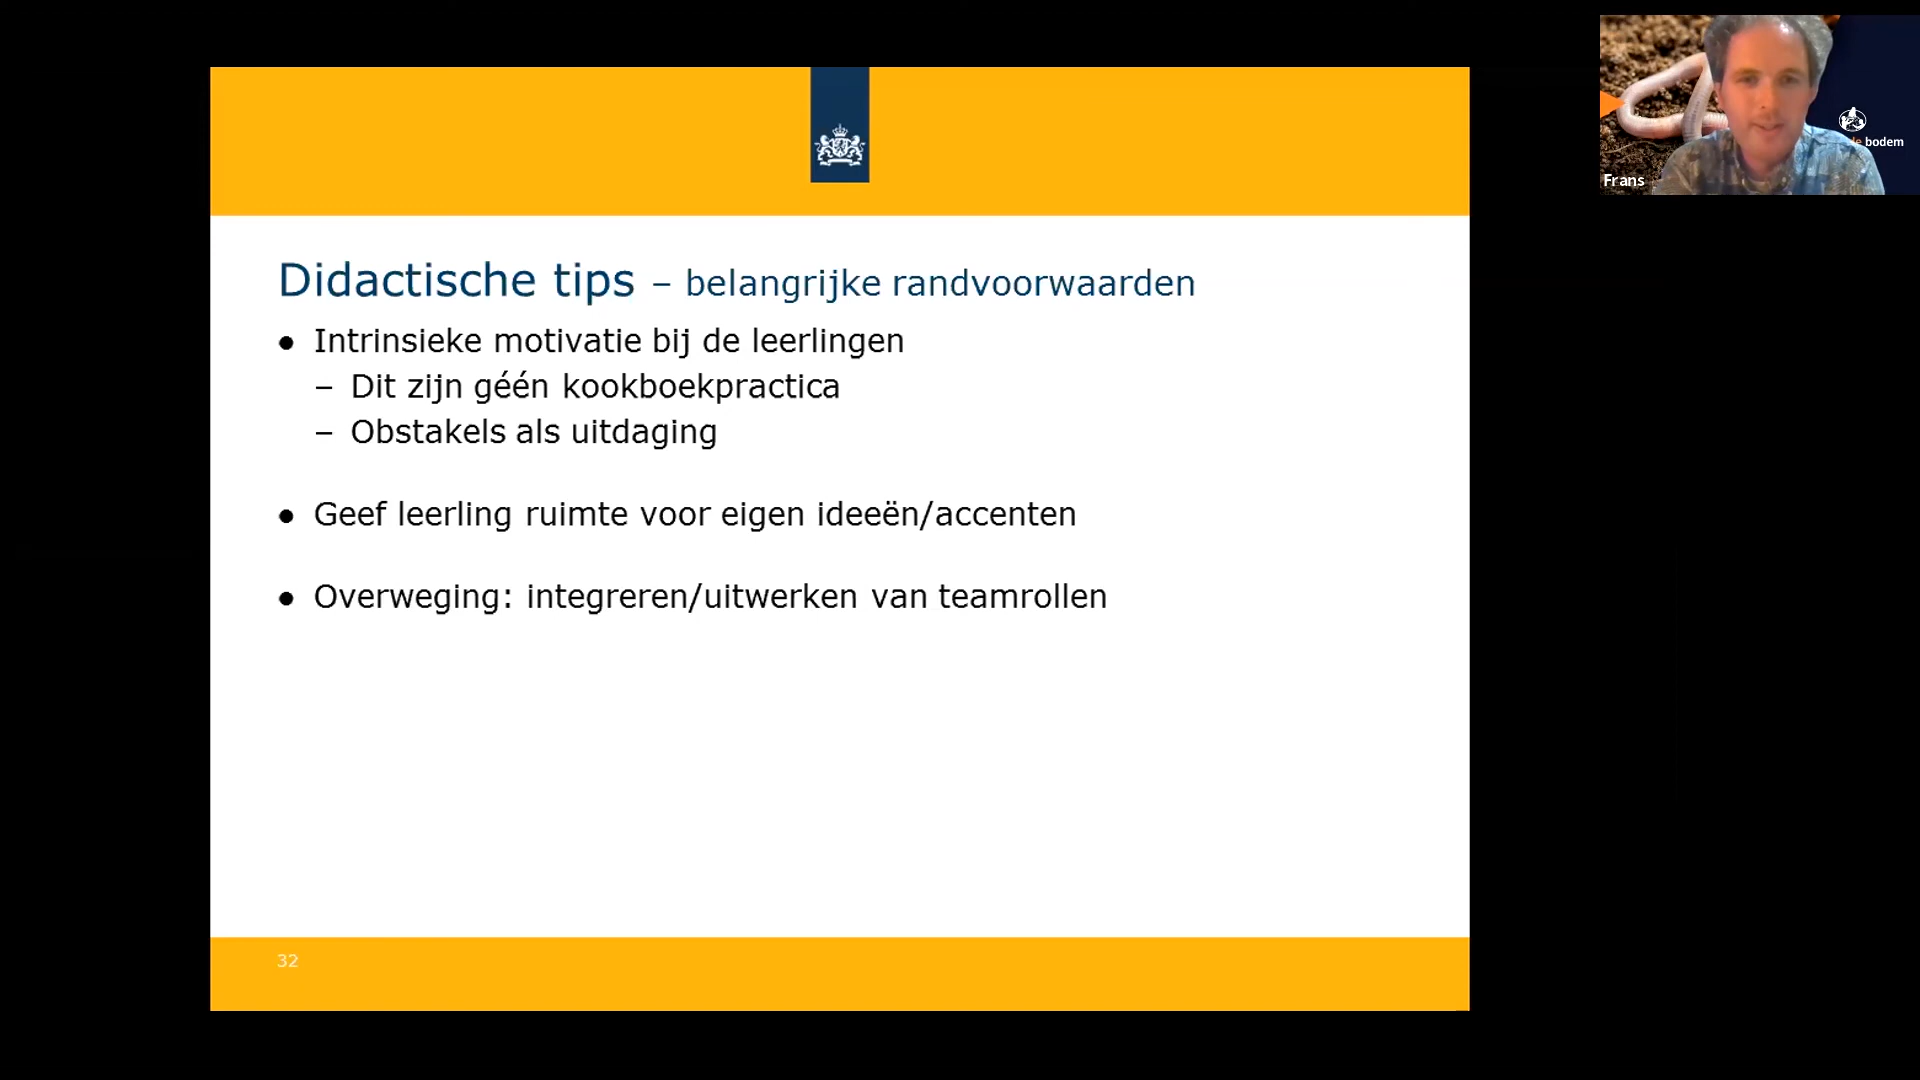 Didactische tips – belangrijke randvoorwaarden
● Intrinsieke motivatie bij de leerlingen
– Dit zijn géén kookboekpractica
– Obstakels als uitdaging
● Geef leerling ruimte voor eigen ideeën/accenten
● Overweging: integreren/uitwerken van teamrollen
32
bodem
Frans